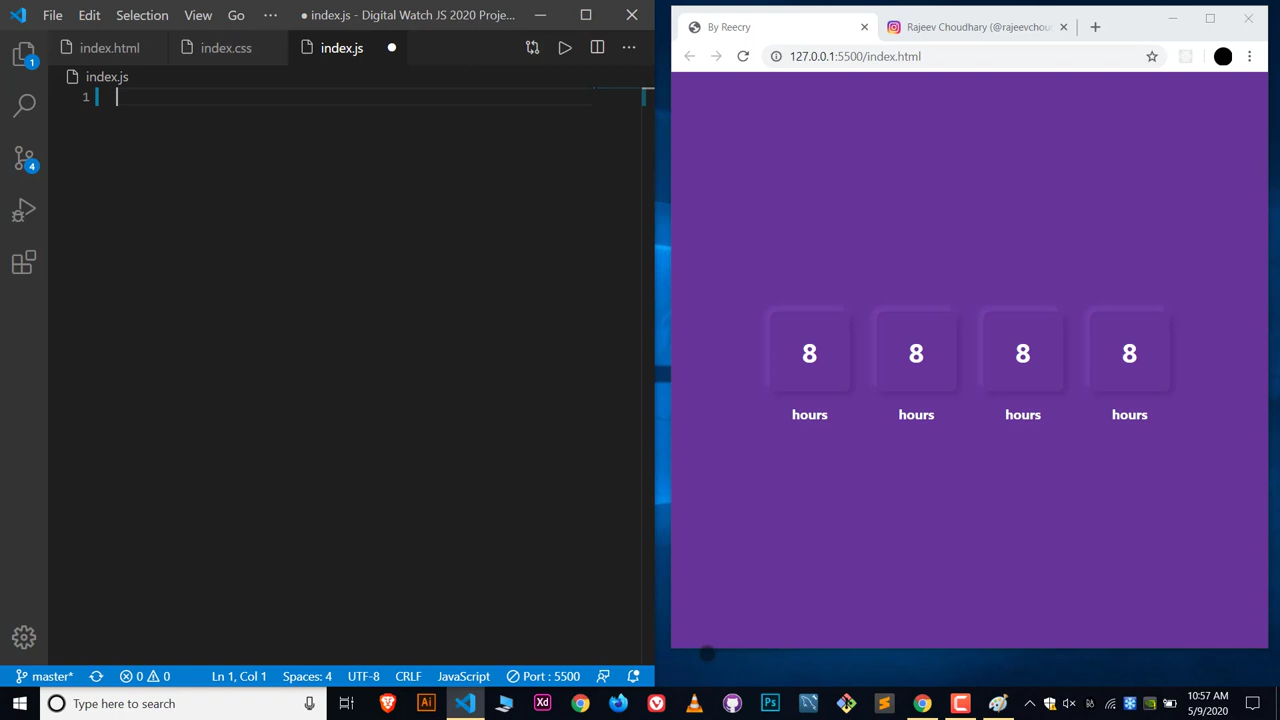 File Edit Selection View Go ••• ● index.js - Digital Watch JS 2020 Proje...
index.html index.css index.js
index.js
1
1
4
master* 0 0 Ln 1, Col 1 Spaces: 4 UTF-8 CRLF JavaScript Port : 5500
By Reecry Rajeev Choudhary (@rajeevchou
127.0.0.1:5500/index.html
8 8 8 8
hours hours hours hours
Type here to search
10:57 AM
5/9/2020